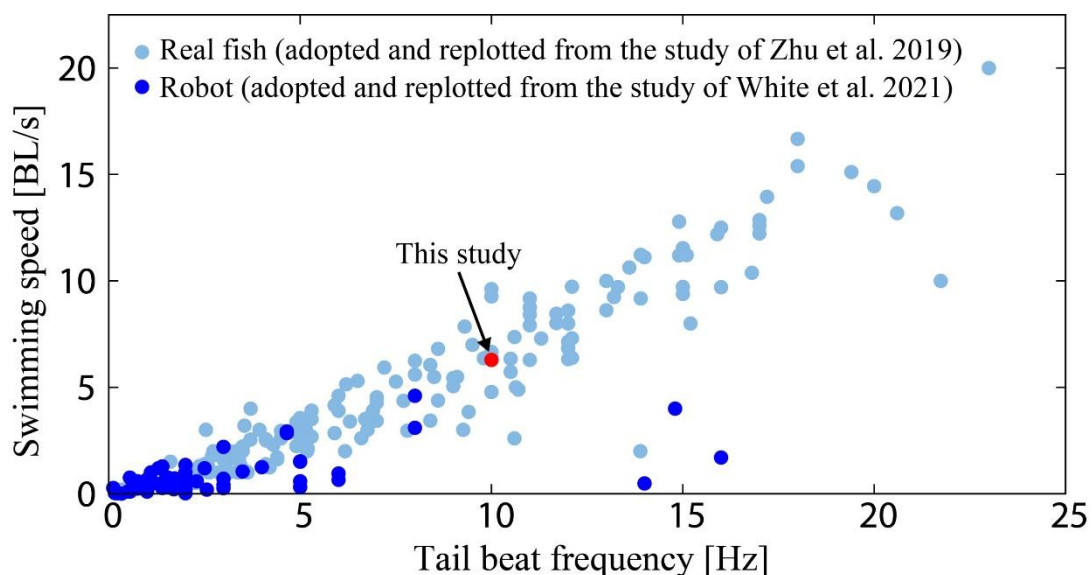 Real fish (adopted and replotted from the study of Zhu et al. 2019)
Robot (adopted and replotted from the study of White et al. 2021)
This study
Swimming speed [BL/s]
20
15
10
5
0
0
5
10
15
20
25
Tail beat frequency [Hz]